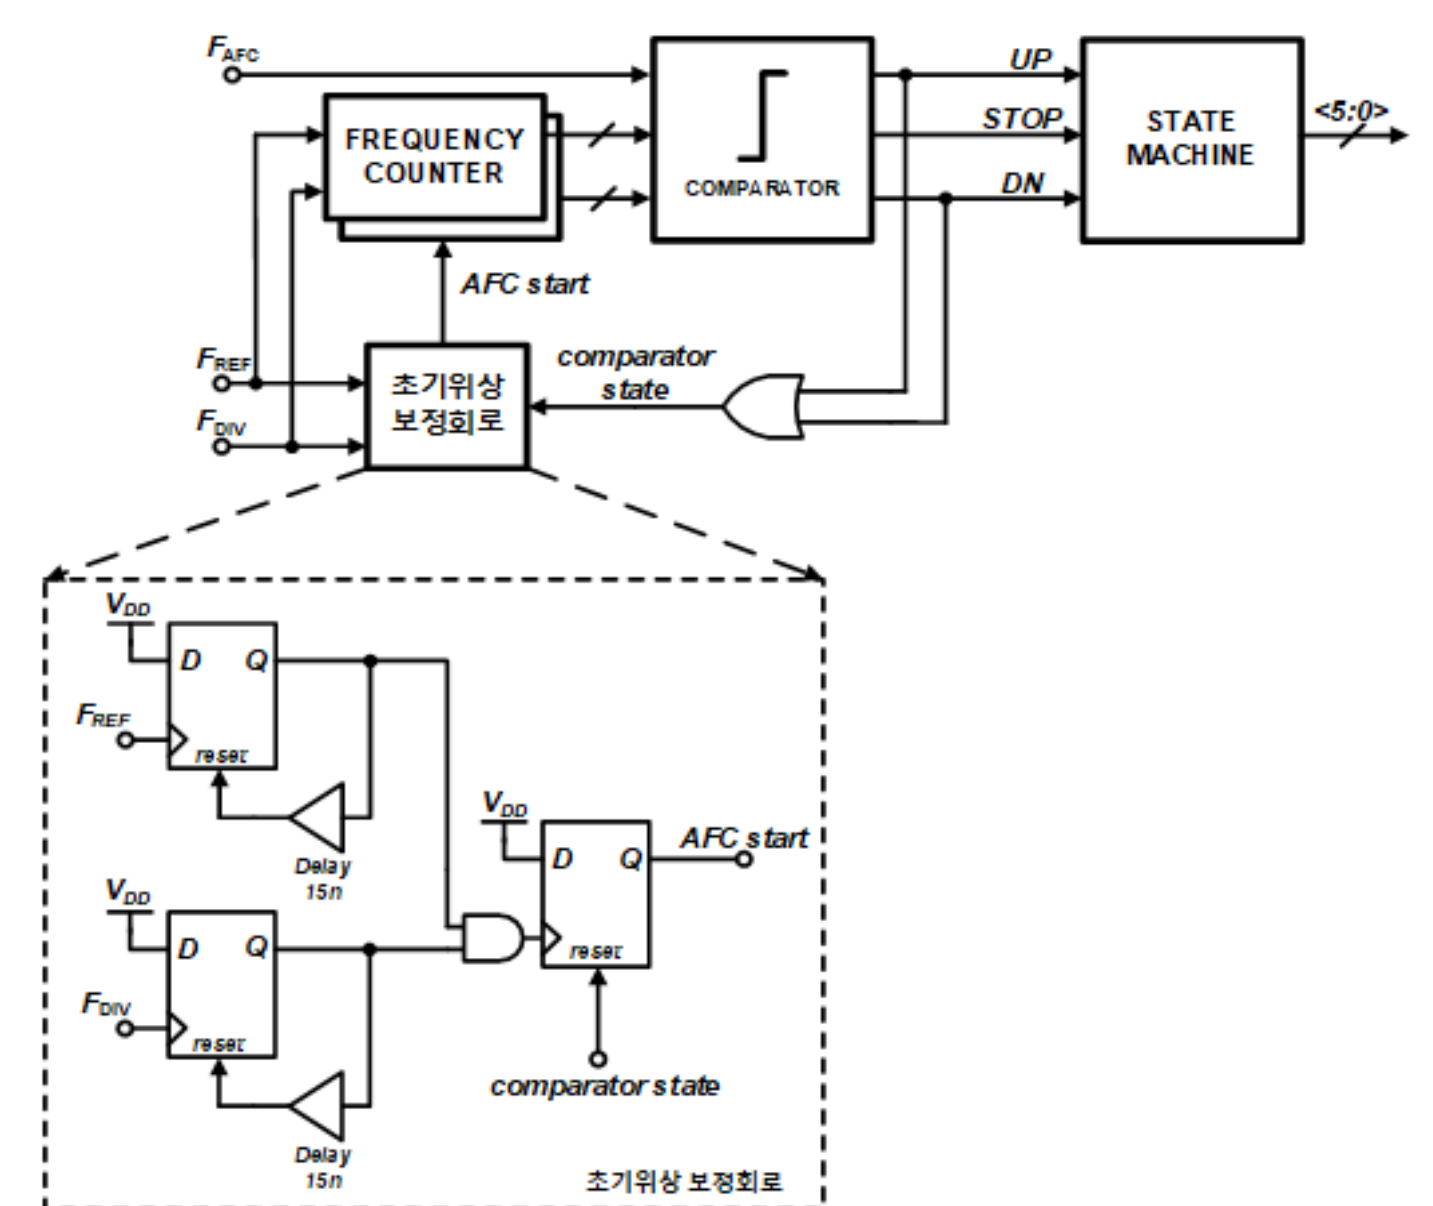 FAFC
FREQUENCY
COUNTER
COMPARATOR
UP
STOP
DN
STATE
MACHINE
<5:0>
AFC start
FREF
FDIV
초기위상
보정회로
comparator
state
VDD
D Q
FREF
reset
Delay
15n
VDD
D Q
FDIV
reset
Delay
15n
VDD
D Q
AFC start
reset
comparator state
초기위상 보정회로